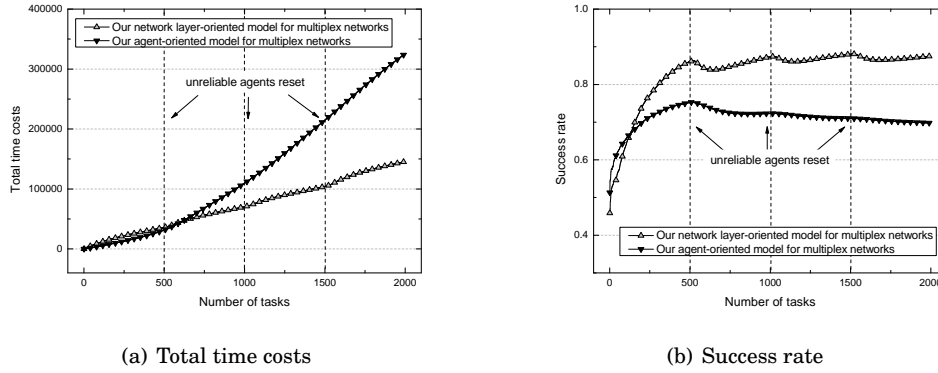 400000
300000
200000
100000
0
Total time costs
Our network layer-oriented model for multiplex networks
Our agent-oriented model for multiplex networks
unreliable agents reset
0 500 1000 1500 2000
Number of tasks
(a) Total time costs
1.0
0.8
0.6
0.4
Success rate
unreliable agents reset
Our network layer-oriented model for multiplex networks
Our agent-oriented model for multiplex networks
0 500 1000 1500 2000
Number of tasks
(b) Success rate